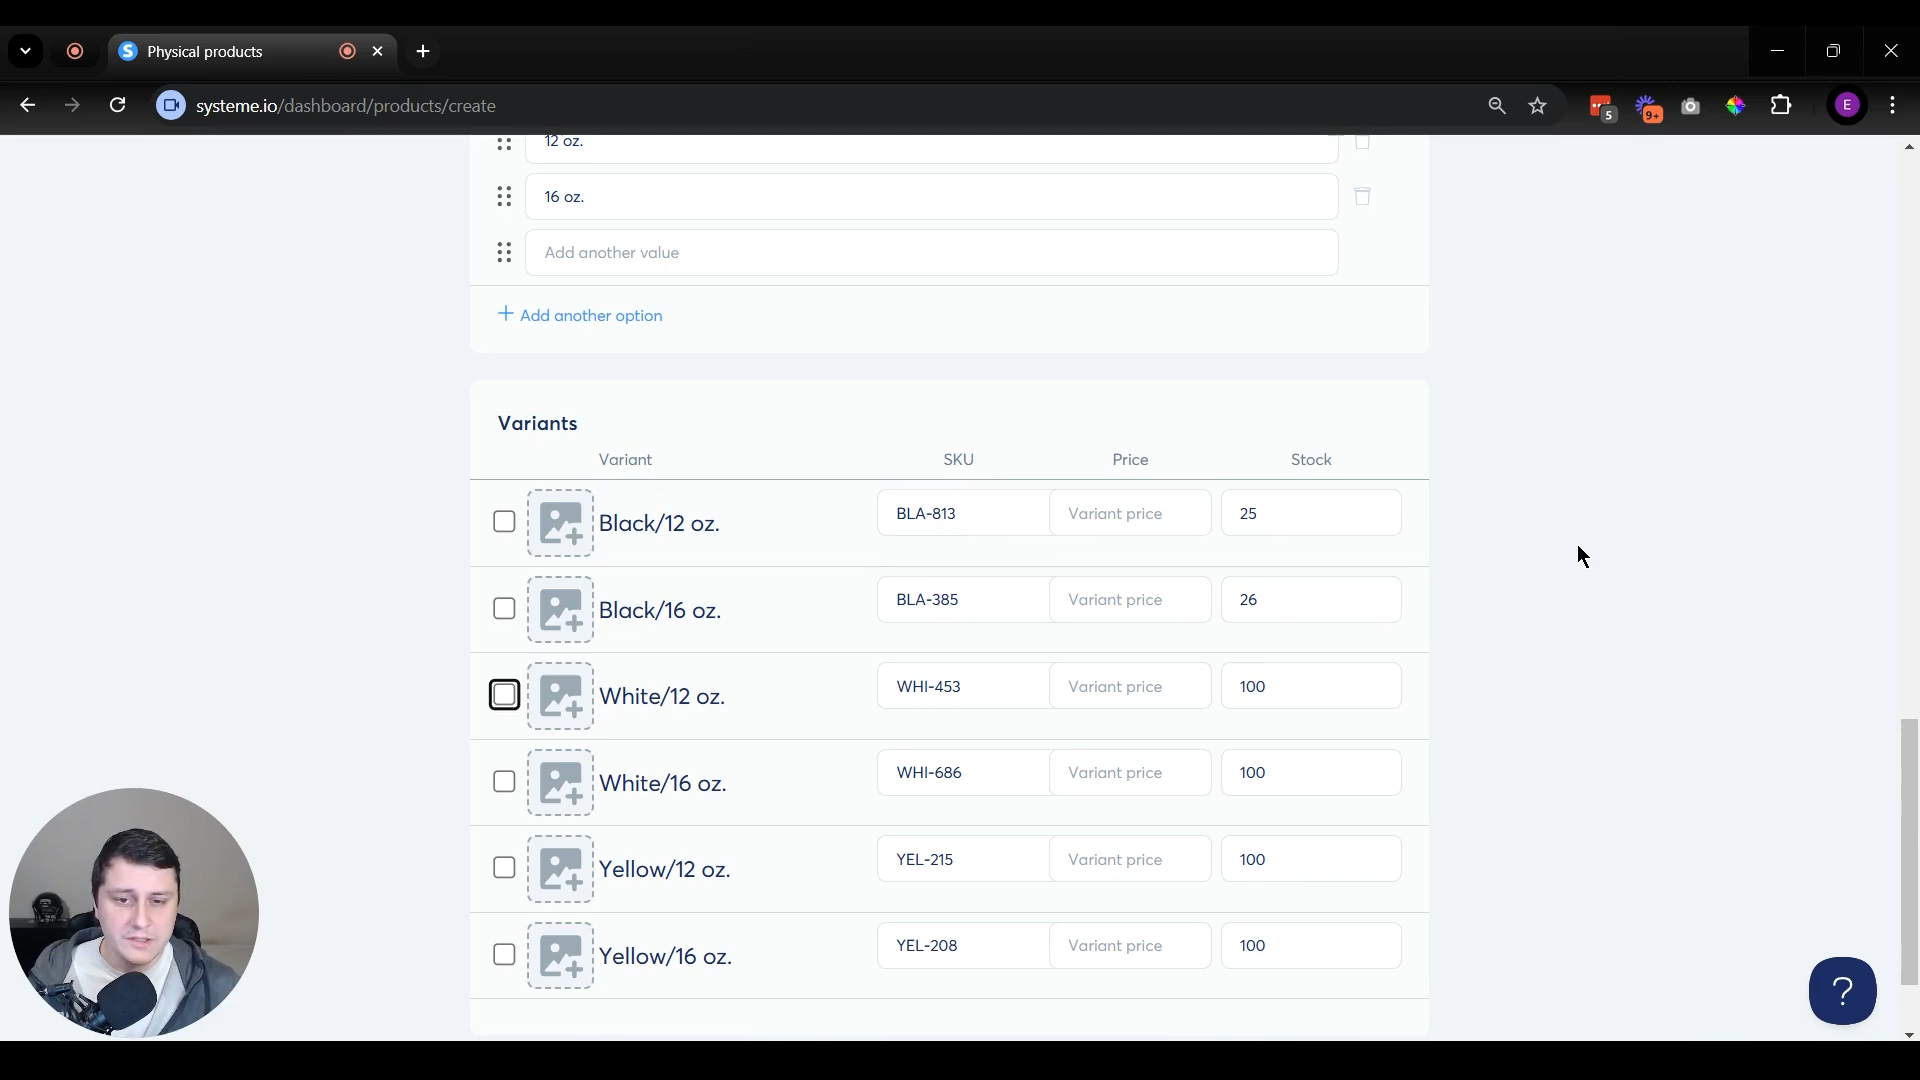 Physical products
systeme.io/dashboard/products/create
5
9+
E
12 oz.
16 oz.
Add another value
Add another option
Variants
Variant SKU Price Stock
Black/12 oz. BLA-813 Variant price 25
Black/16 oz. BLA-385 Variant price 26
White/12 oz. WHI-453 Variant price 100
White/16 oz. WHI-686 Variant price 100
Yellow/12 oz. YEL-215 Variant price 100
Yellow/16 oz. YEL-208 Variant price 100
?